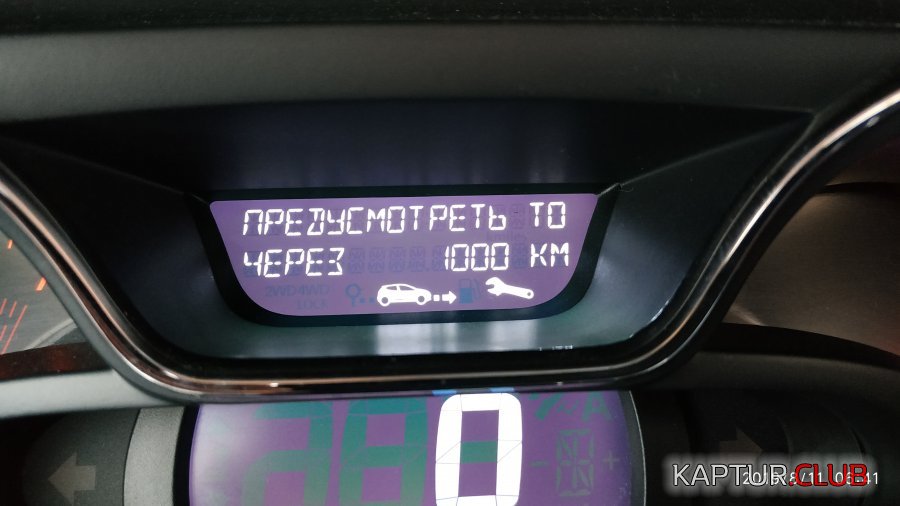 ПРЕДУСМОТРЕТЬ ТО
ЧЕРЕЗ 1000 КМ
2WD 4WD
LOCK
0
KAPTUR.CLUB